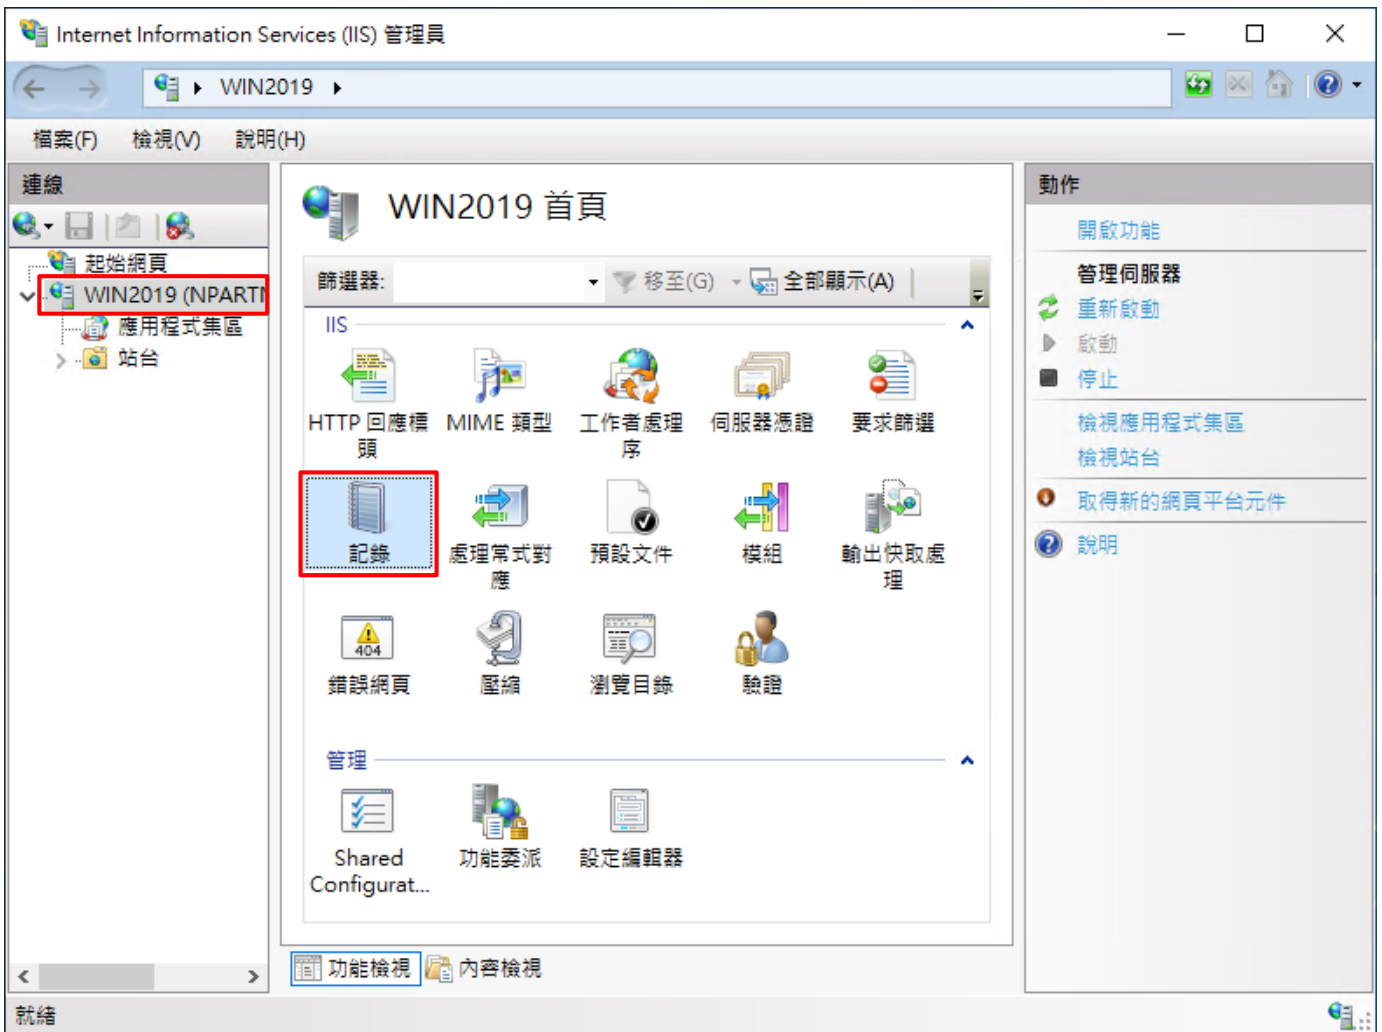 Internet Information Services (IIS) 管理員
WIN2019
檔案(F) 檢視(V) 說明(H)
連線
起始網頁
WIN2019 (NPARTN
應用程式集區
站台
WIN2019 首頁
篩選器: 移至(G) 全部顯示(A)
IIS
HTTP 回應標
頭
MIME 類型
工作者處理
序
伺服器憑證
要求篩選
記錄
處理常式對
應
預設文件
模組
輸出快取處
理
404
錯誤網頁
壓縮
瀏覽目錄
驗證
管理
Shared
Configurat...
功能委派
設定編輯器
功能檢視 內容檢視
動作
開啟功能
管理伺服器
重新啟動
啟動
停止
檢視應用程式集區
檢視站台
取得新的網頁平台元件
說明
就緒